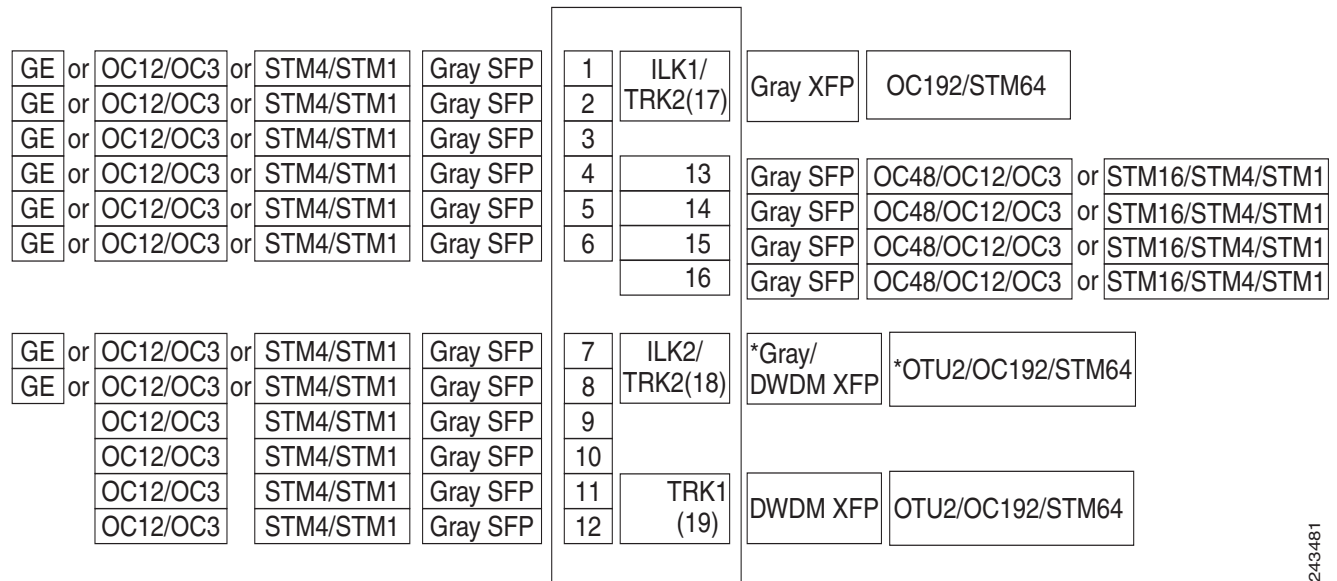 GE or OC12/OC3 or STM4/STM1 Gray SFP 1 ILK1/
GE or OC12/OC3 or STM4/STM1 Gray SFP 2 TRK2(17) Gray XFP OC192/STM64
GE or OC12/OC3 or STM4/STM1 Gray SFP 3
GE or OC12/OC3 or STM4/STM1 Gray SFP 4 13 Gray SFP OC48/OC12/OC3 or STM16/STM4/STM1
GE or OC12/OC3 or STM4/STM1 Gray SFP 5 14 Gray SFP OC48/OC12/OC3 or STM16/STM4/STM1
GE or OC12/OC3 or STM4/STM1 Gray SFP 6 15 Gray SFP OC48/OC12/OC3 or STM16/STM4/STM1
16 Gray SFP OC48/OC12/OC3 or STM16/STM4/STM1
GE or OC12/OC3 or STM4/STM1 Gray SFP 7 ILK2/ *Gray/
GE or OC12/OC3 or STM4/STM1 Gray SFP 8 TRK2(18) DWDM XFP *OTU2/OC192/STM64
OC12/OC3 STM4/STM1 Gray SFP 9
OC12/OC3 STM4/STM1 Gray SFP 10
OC12/OC3 STM4/STM1 Gray SFP 11 TRK1
OC12/OC3 STM4/STM1 Gray SFP 12 (19) DWDM XFP OTU2/OC192/STM64
243481